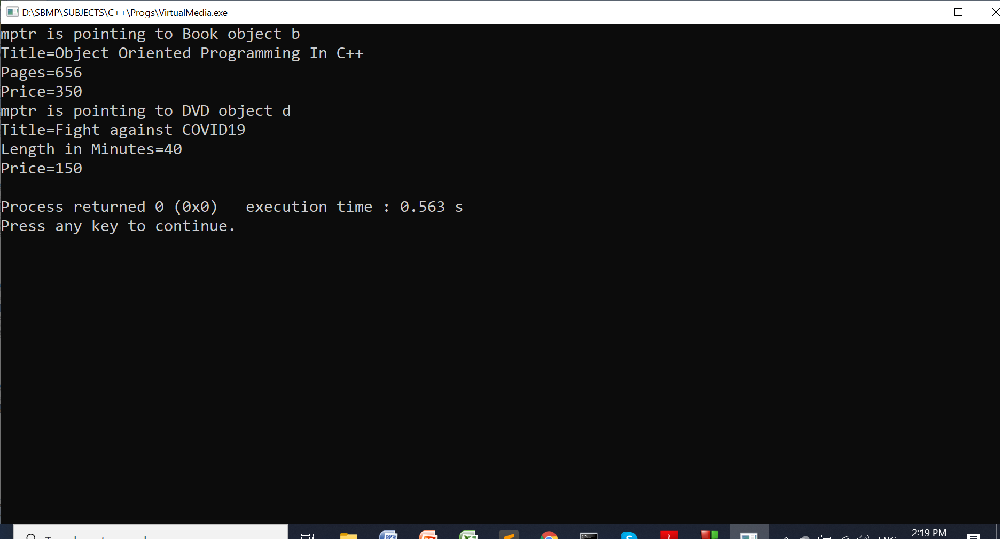 D:\SBMP\SUBJECTS\C++\Progs\VirtualMedia.exe
mptr is pointing to Book object b
Title=Object Oriented Programming In C++
Pages=656
Price=350
mptr is pointing to DVD object d
Title=Fight against COVID19
Length in Minutes=40
Price=150
Process returned 0 (0x0)   execution time : 0.563 s
Press any key to continue.
ENG
2:19 PM